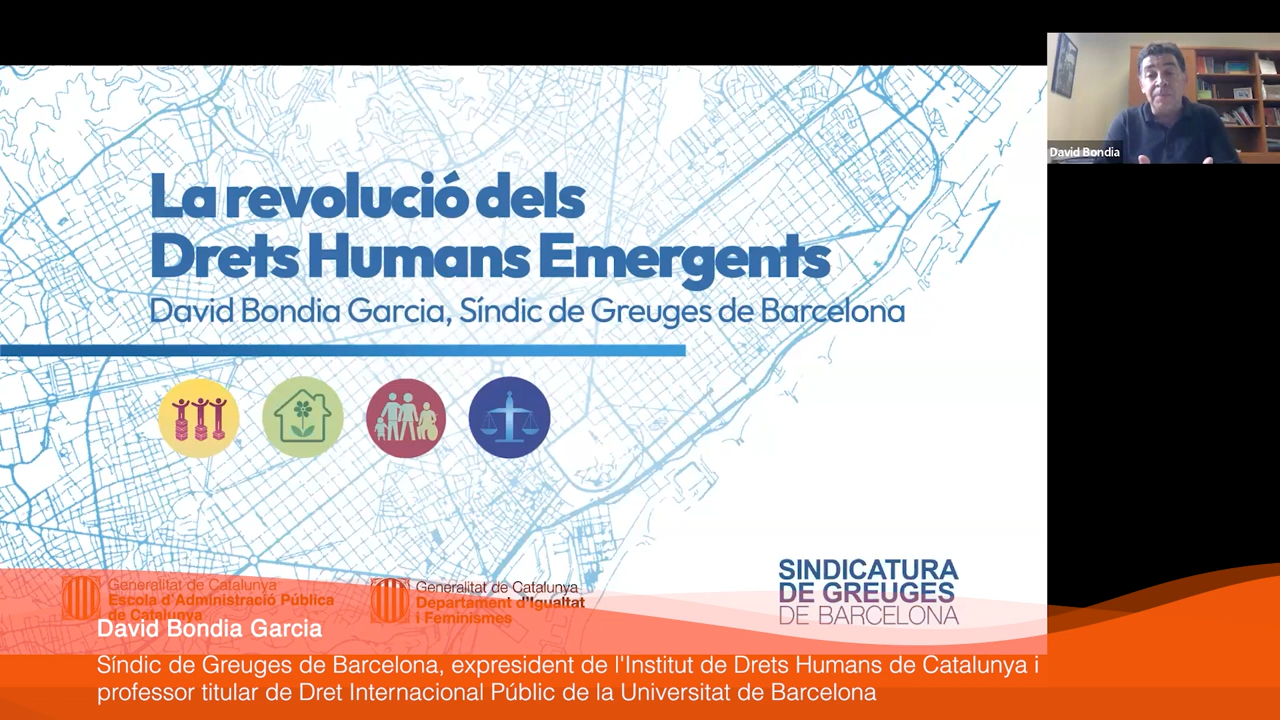 David Bondia
La revolució dels
Drets Humans Emergents
David Bondia Garcia, Síndic de Greuges de Barcelona
Generalitat de Catalunya
Escola d'Administració Pública
de Catalunya
Generalitat de Catalunya
Departament d'Igualtat
i Feminismes
SINDICATURA
DE GREUGES
DE BARCELONA
David Bondia Garcia
Síndic de Greuges de Barcelona, expresident de l'Institut de Drets Humans de Catalunya i
professor titular de Dret Internacional Públic de la Universitat de Barcelona